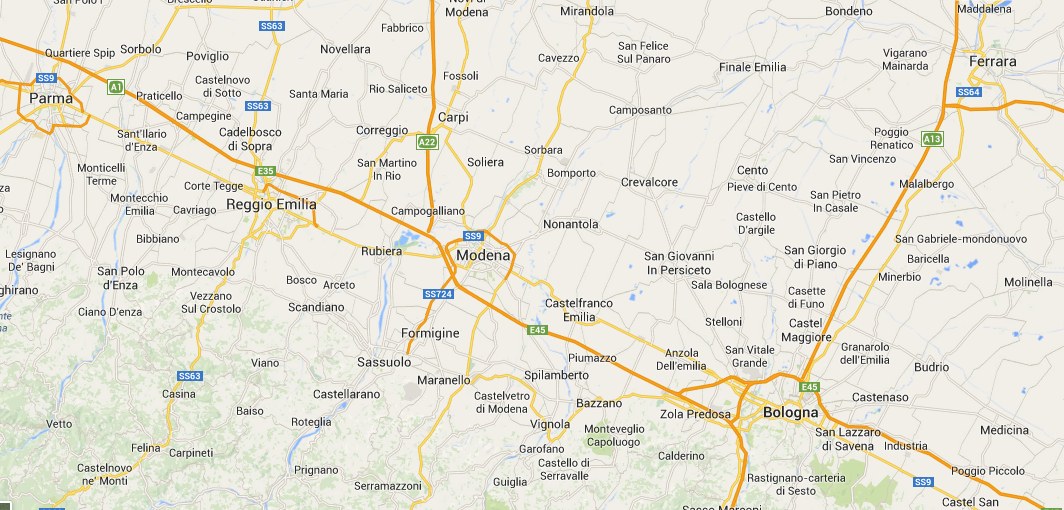 San Polo I
Brescello
SS63
Novi di
Modena
Mirandola
Bondeno
Maddalena
Fabbrico
Quartiere Spip
Sorbolo
Poviglio
Novellara
Cavezzo
San Felice
Sul Panaro
Finale Emilia
Vigarano
Mainarda
Ferrara
SS9
A1
Parma
Praticello
Castelnovo
di Sotto
Santa Maria
Rio Saliceto
Fossoli
SS64
Campegine
SS63
Carpi
Camposanto
Sant'Ilario
d'Enza
Cadelbosco
di Sopra
Correggio
A22
Poggio
Renatico
A13
Monticelli
Terme
E35
San Martino
In Rio
Soliera
Sorbara
Bomporto
Crevalcore
Cento
Pieve di Cento
San Vincenzo
Malalbergo
Corte Tegge
Montecchio
Emilia
Cavriago
Reggio Emilia
Campogalliano
San Pietro
In Casale
Nonantola
Castello
D'argile
Bibbiano
Rubiera
SS9
Modena
San Giovanni
In Persiceto
San Giorgio
di Piano
San Gabriele-mondonuovo
Baricella
Lesignano
De' Bagni
San Polo
d'Enza
Montecavolo
Bosco
Arceto
Sala Bolognese
Minerbio
Molinella
ghirano
Ciano D'enza
Vezzano
Sul Crostolo
Scandiano
SS724
Castelfranco
Emilia
Casette
di Funo
Stelloni
Castel
Maggiore
Formigine
E45
Viano
Sassuolo
Piumazzo
Anzola
Dell'emilia
San Vitale
Grande
Granarolo
dell'Emilia
Budrio
SS63
Maranello
Spilamberto
E45
Casina
Castellarano
Castelvetro
di Modena
Bazzano
Zola Predosa
Bologna
Castenaso
Baiso
Roteglia
Vetto
Vignola
Monteveglio
Capoluogo
San Lazzaro
di Savena
Industria
Medicina
Felina
Carpineti
Garofano
Calderino
Castelnovo
ne' Monti
Prignano
Castello di
Serravalle
Poggio Piccolo
Serramazzoni
Guiglia
Rastignano-carteria
di Sesto
SS9
Castel San
Sasso Marconi